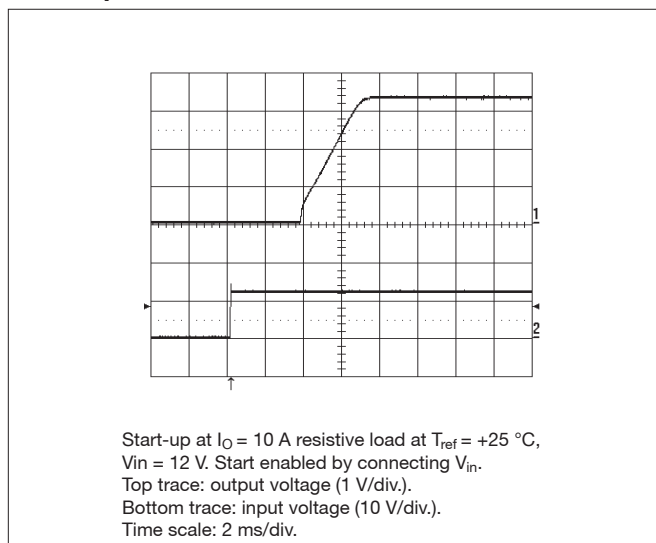 1
2
Start-up at IO = 10 A resistive load at Tref = +25 °C,
Vin = 12 V. Start enabled by connecting Vin.
Top trace: output voltage (1 V/div.).
Bottom trace: input voltage (10 V/div.).
Time scale: 2 ms/div.